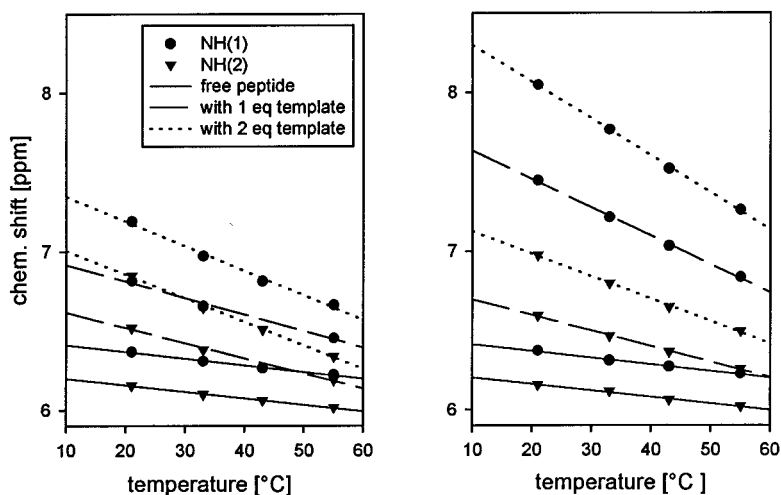 NH(1)
NH(2)
free peptide
with 1 eq template
with 2 eq template
chem. shift [ppm]
8
7
6
10 20 30 40 50 60
temperature [°C]
8
7
6
10 20 30 40 50 60
temperature [°C]